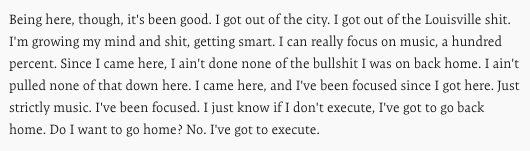 Being here, though, it's been good. I got out of the city. I got out of the Louisville shit.
I'm growing my mind and shit, getting smart. I can really focus on music, a hundred
percent. Since I came here, I ain't done none of the bullshit I was on back home. I ain't
pulled none of that down here. I came here, and I've been focused since I got here. Just
strictly music. I've been focused. I just know if I don't execute, I've got to go back
home. Do I want to go home? No. I've got to execute.